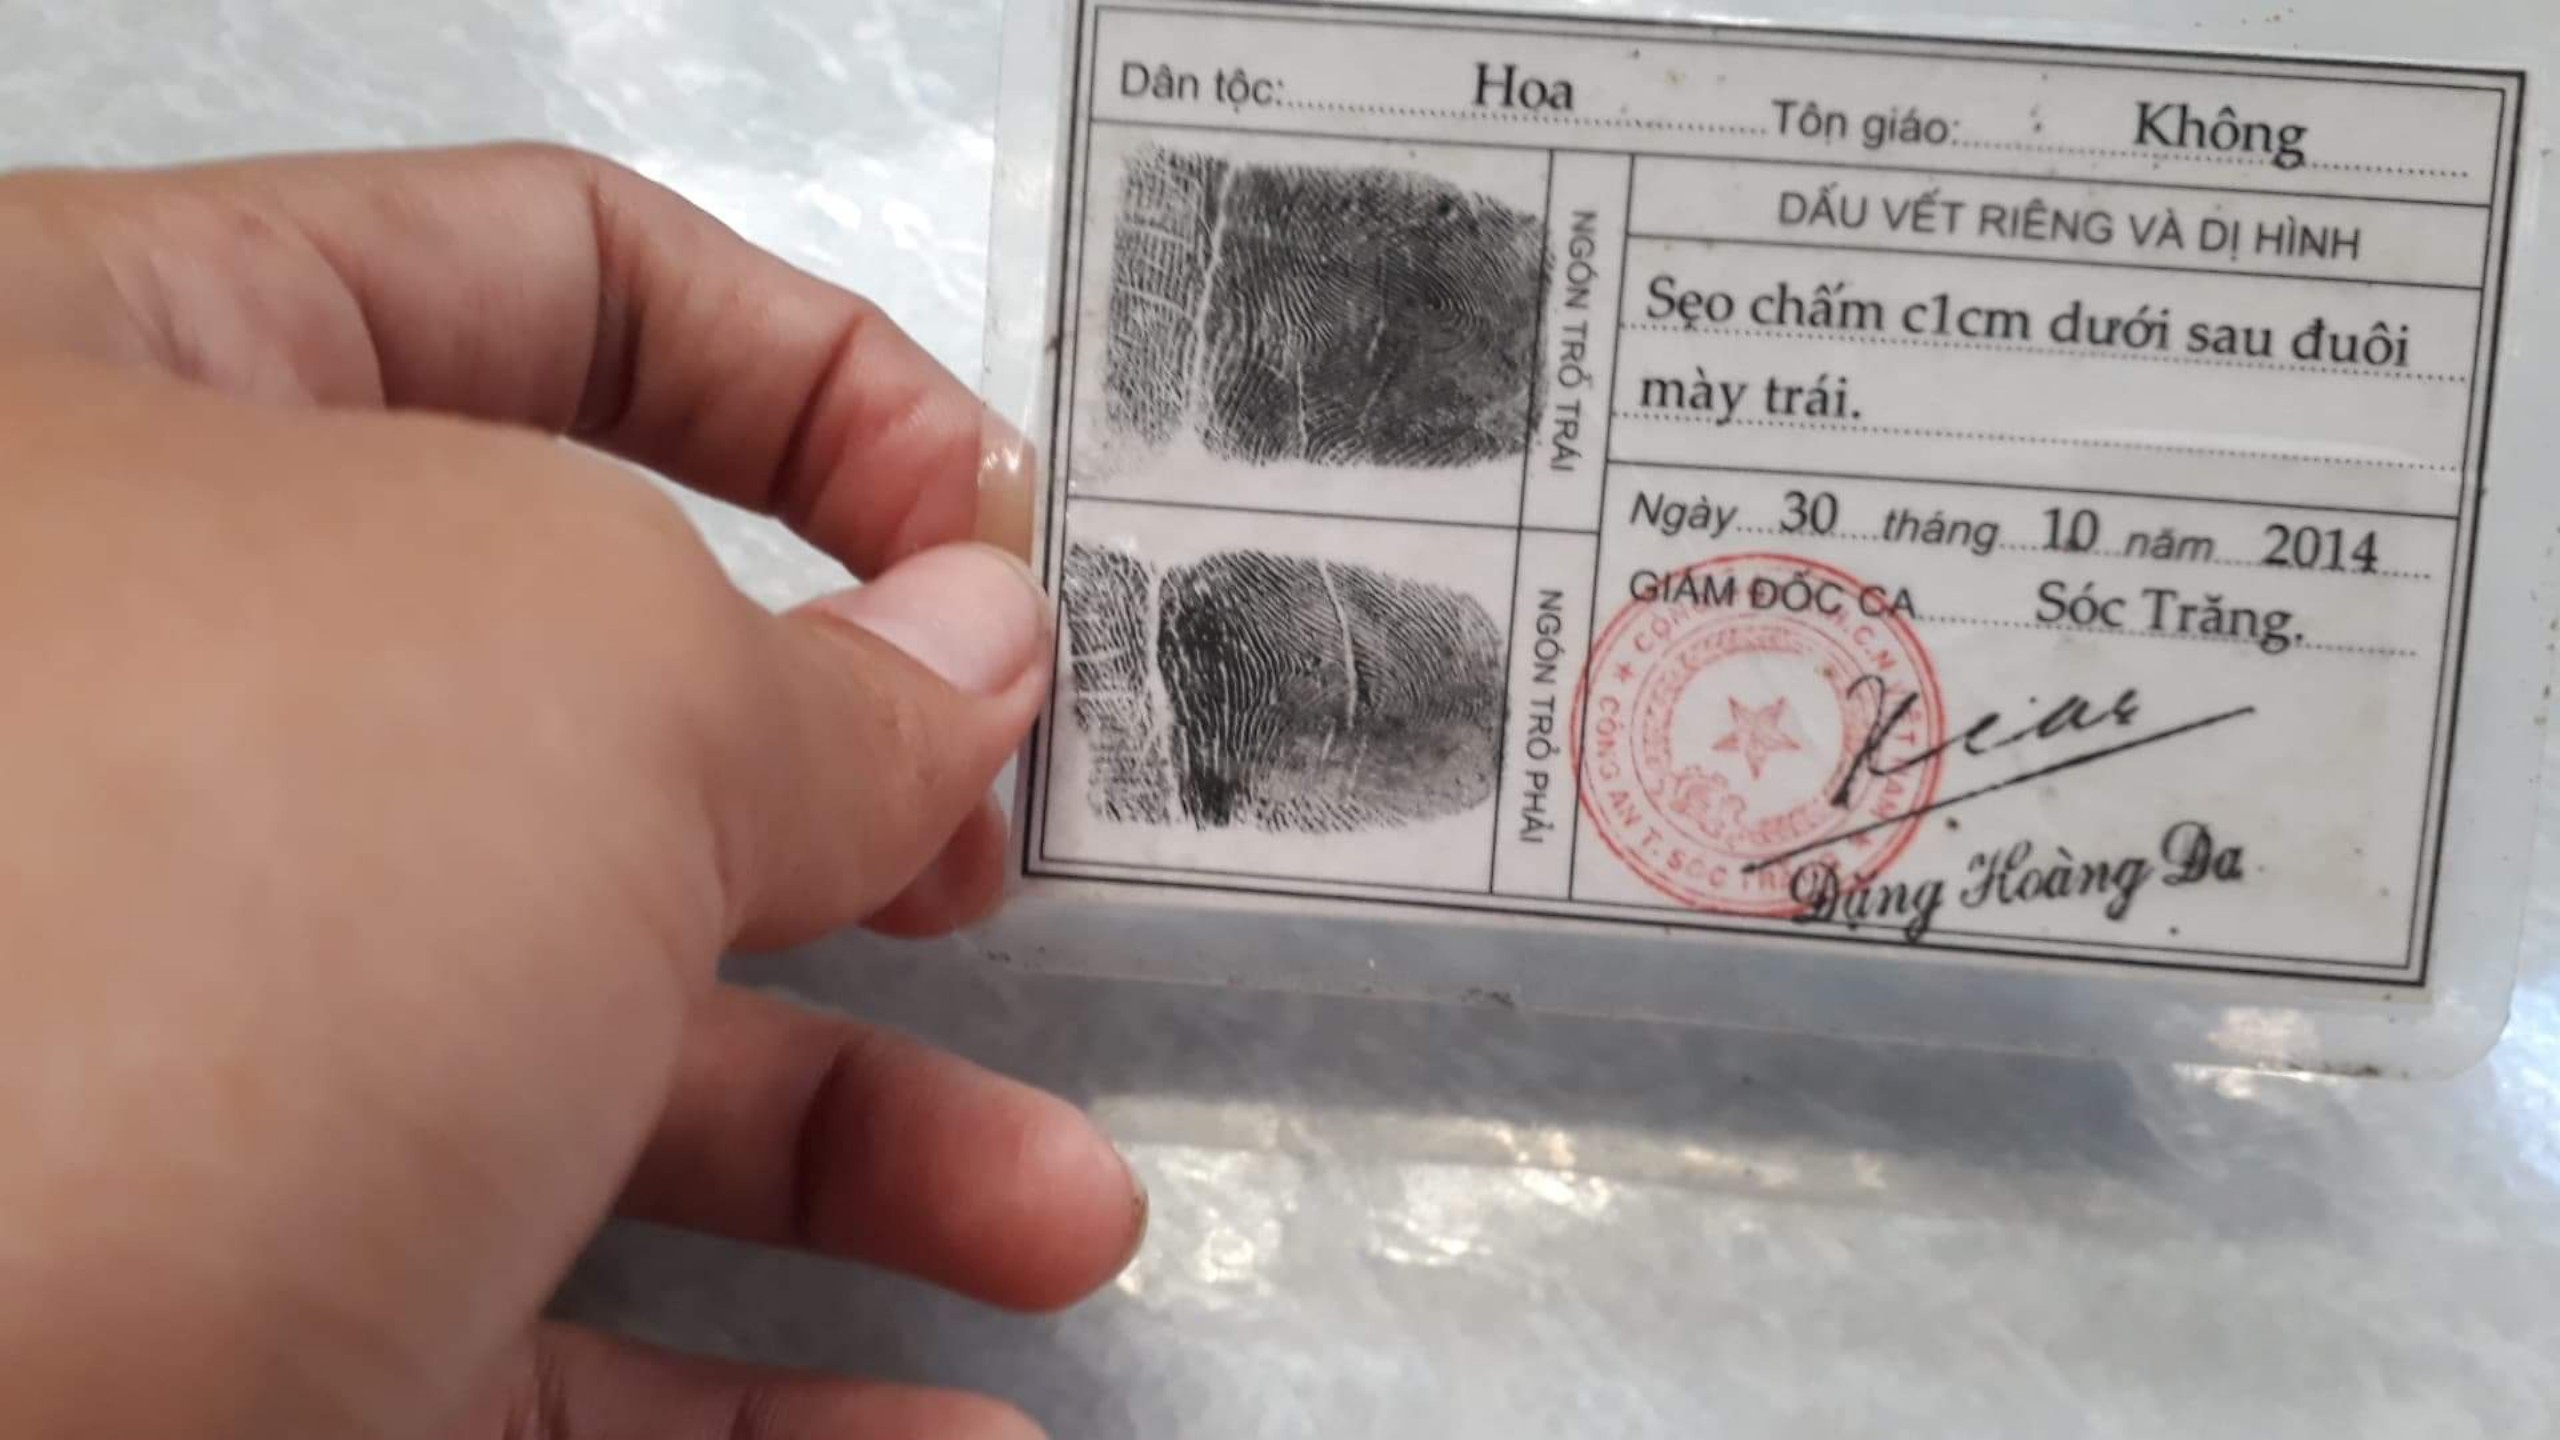 Dân tộc: Hoa Tôn giáo: Không
DẤU VẾT RIÊNG VÀ DỊ HÌNH
Sẹo chấm c1cm dưới sau đuôi
mày trái.
NGÓN TRỎ TRÁI
NGÓN TRỎ PHẢI
Ngày 30 tháng 10 năm 2014
GIÁM ĐỐC CA Sóc Trăng.
CÔNG AN T. SÓC TRĂNG
Đặng Hoàng Đa